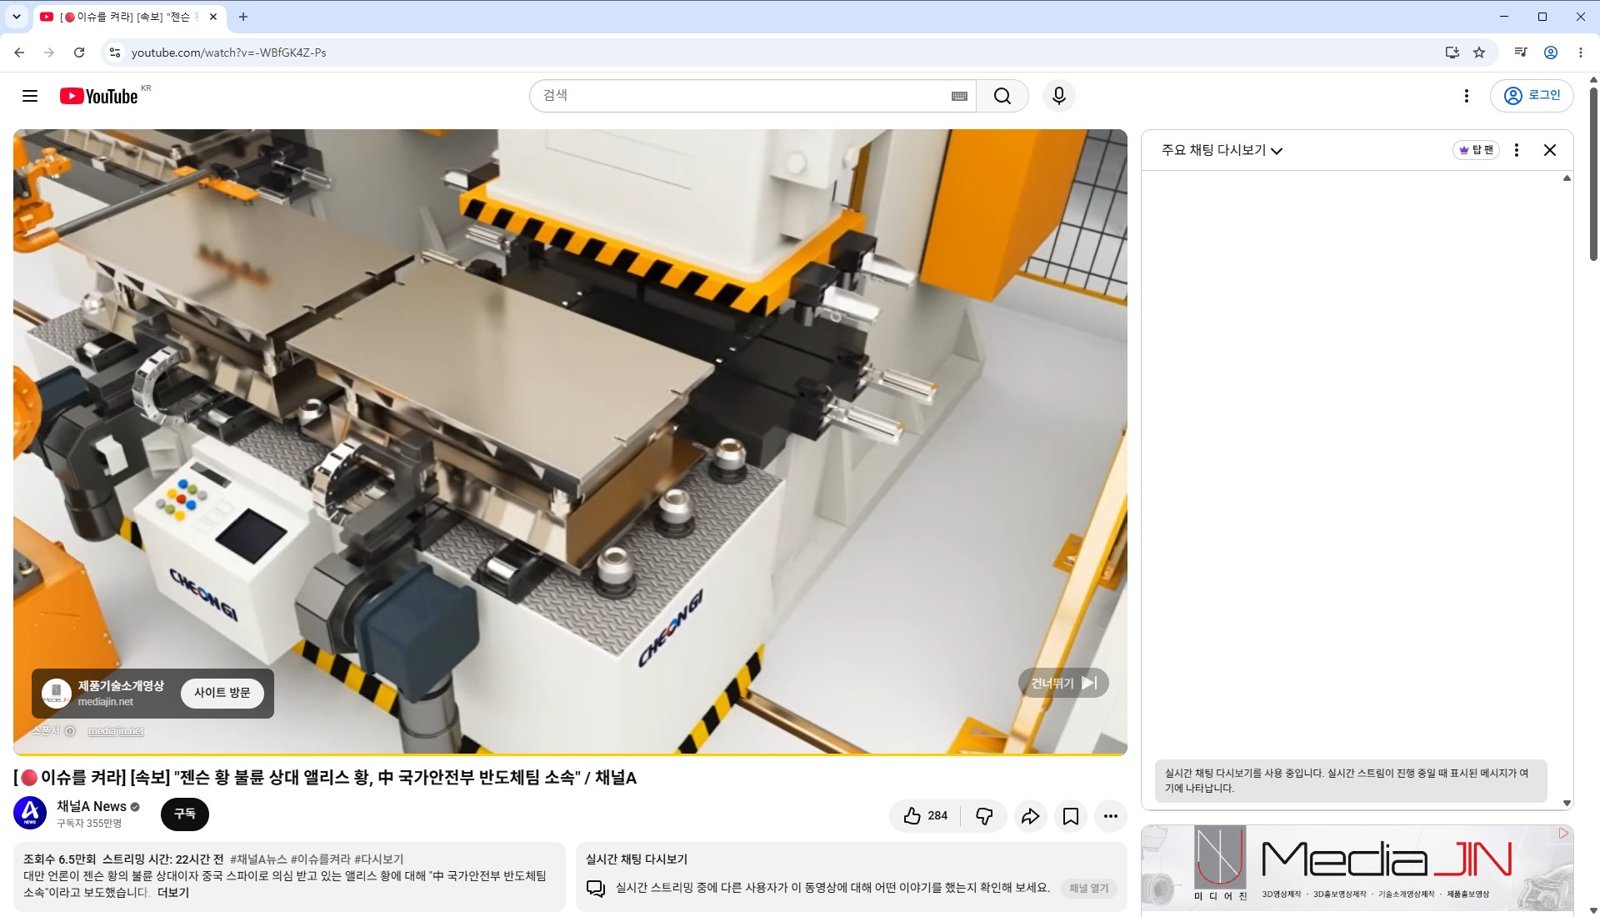 [🔴이슈를 켜라] [속보] "젠슨
youtube.com/watch?v=-WBfGK4Z-Ps
YouTube KR
검색
로그인
주요 채팅 다시보기
탑 팬
CHEONGI
CHEONGI
제품기술소개영상
mediajin.net
사이트 방문
건너뛰기
스폰서
mediajin.net
실시간 채팅 다시보기를 사용 중입니다. 실시간 스트림이 진행 중일 때 표시된 메시지가 여
기에 나타납니다.
[🔴이슈를 켜라] [속보] "젠슨 황 불륜 상대 앨리스 황, 中 국가안전부 반도체팀 소속" / 채널A
채널A News
구독자 355만명
구독
284
조회수 6.5만회 스트리밍 시간: 22시간 전 #채널A뉴스 #이슈를켜라 #다시보기
대만 언론이 젠슨 황의 불륜 상대이자 중국 스파이로 의심 받고 있는 앨리스 황에 대해 "中 국가안전부 반도체팀
소속"이라고 보도했습니다. 더보기
실시간 채팅 다시보기
실시간 스트리밍 중에 다른 사용자가 이 동영상에 대해 어떤 이야기를 했는지 확인해 보세요.
패널 열기
미디어진
Media JIN
3D영상제작 · 3D홍보영상제작 · 기술소개영상제작 · 제품홍보영상